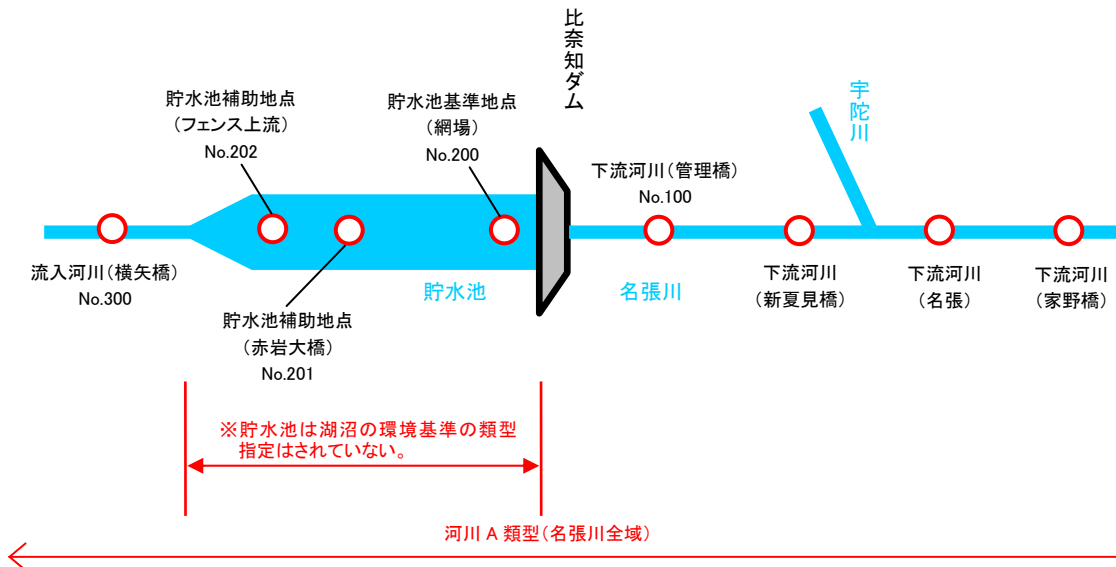 比奈知ダム
宇陀川
貯水池補助地点
（フェンス上流）
No.202
貯水池基準地点
（網場）
No.200
下流河川（管理橋）
No.100
流入河川（横矢橋）
No.300
貯水池
名張川
下流河川
（新夏見橋）
下流河川
（名張）
下流河川
（家野橋）
貯水池補助地点
（赤岩大橋）
No.201
※貯水池は湖沼の環境基準の類型
指定はされていない。
河川 A 類型（名張川全域）